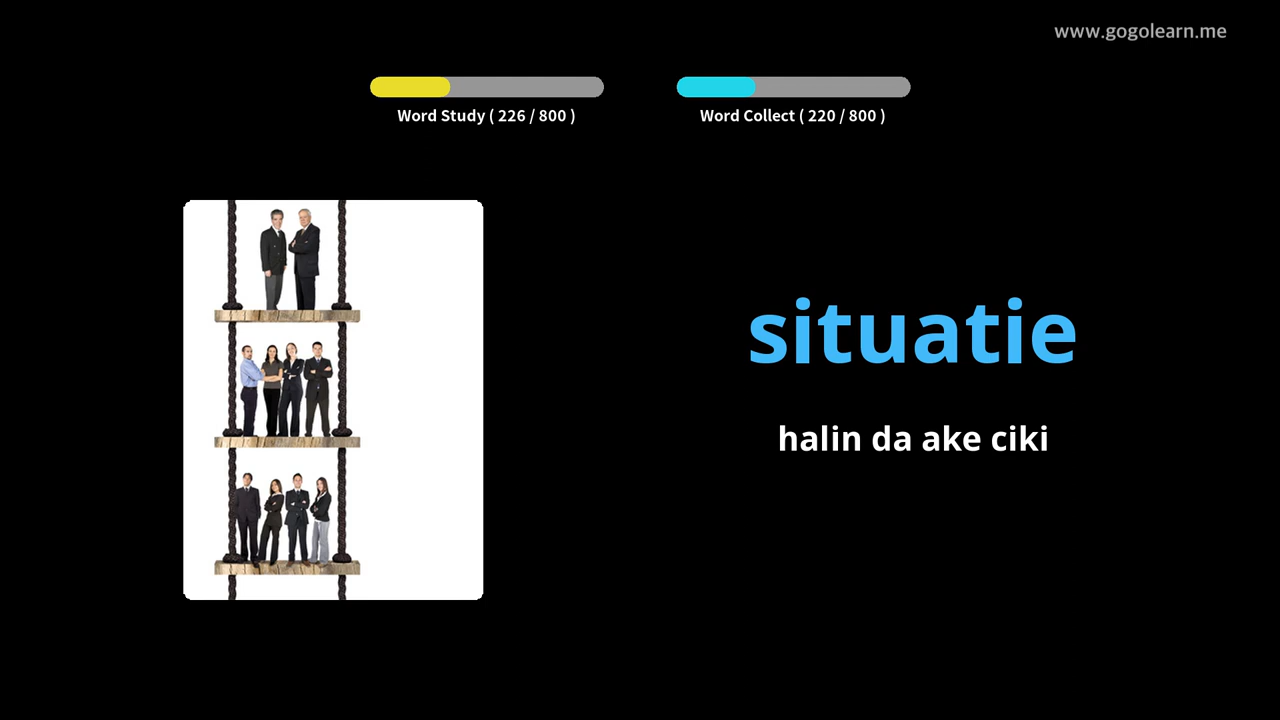 www.gogolearn.me
Word Study ( 226 / 800 )
Word Collect ( 220 / 800 )
situatie
halin da ake ciki